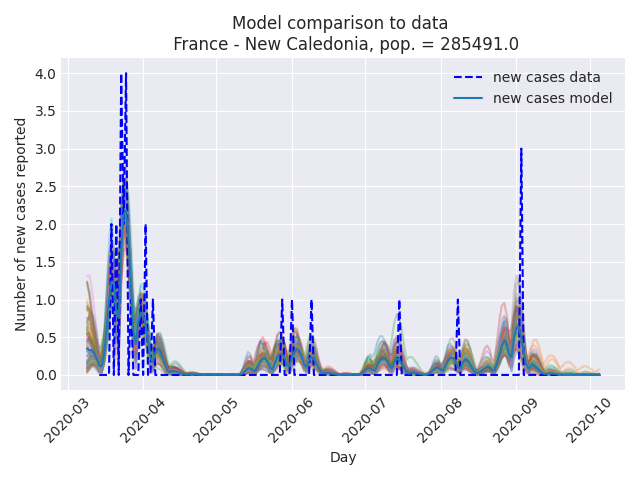 Model comparison to data
France - New Caledonia, pop. = 285491.0
new cases data
new cases model
Number of new cases reported
4.0
3.5
3.0
2.5
2.0
1.5
1.0
0.5
0.0
2020-03
2020-04
2020-05
2020-06
2020-07
2020-08
2020-09
2020-10
Day